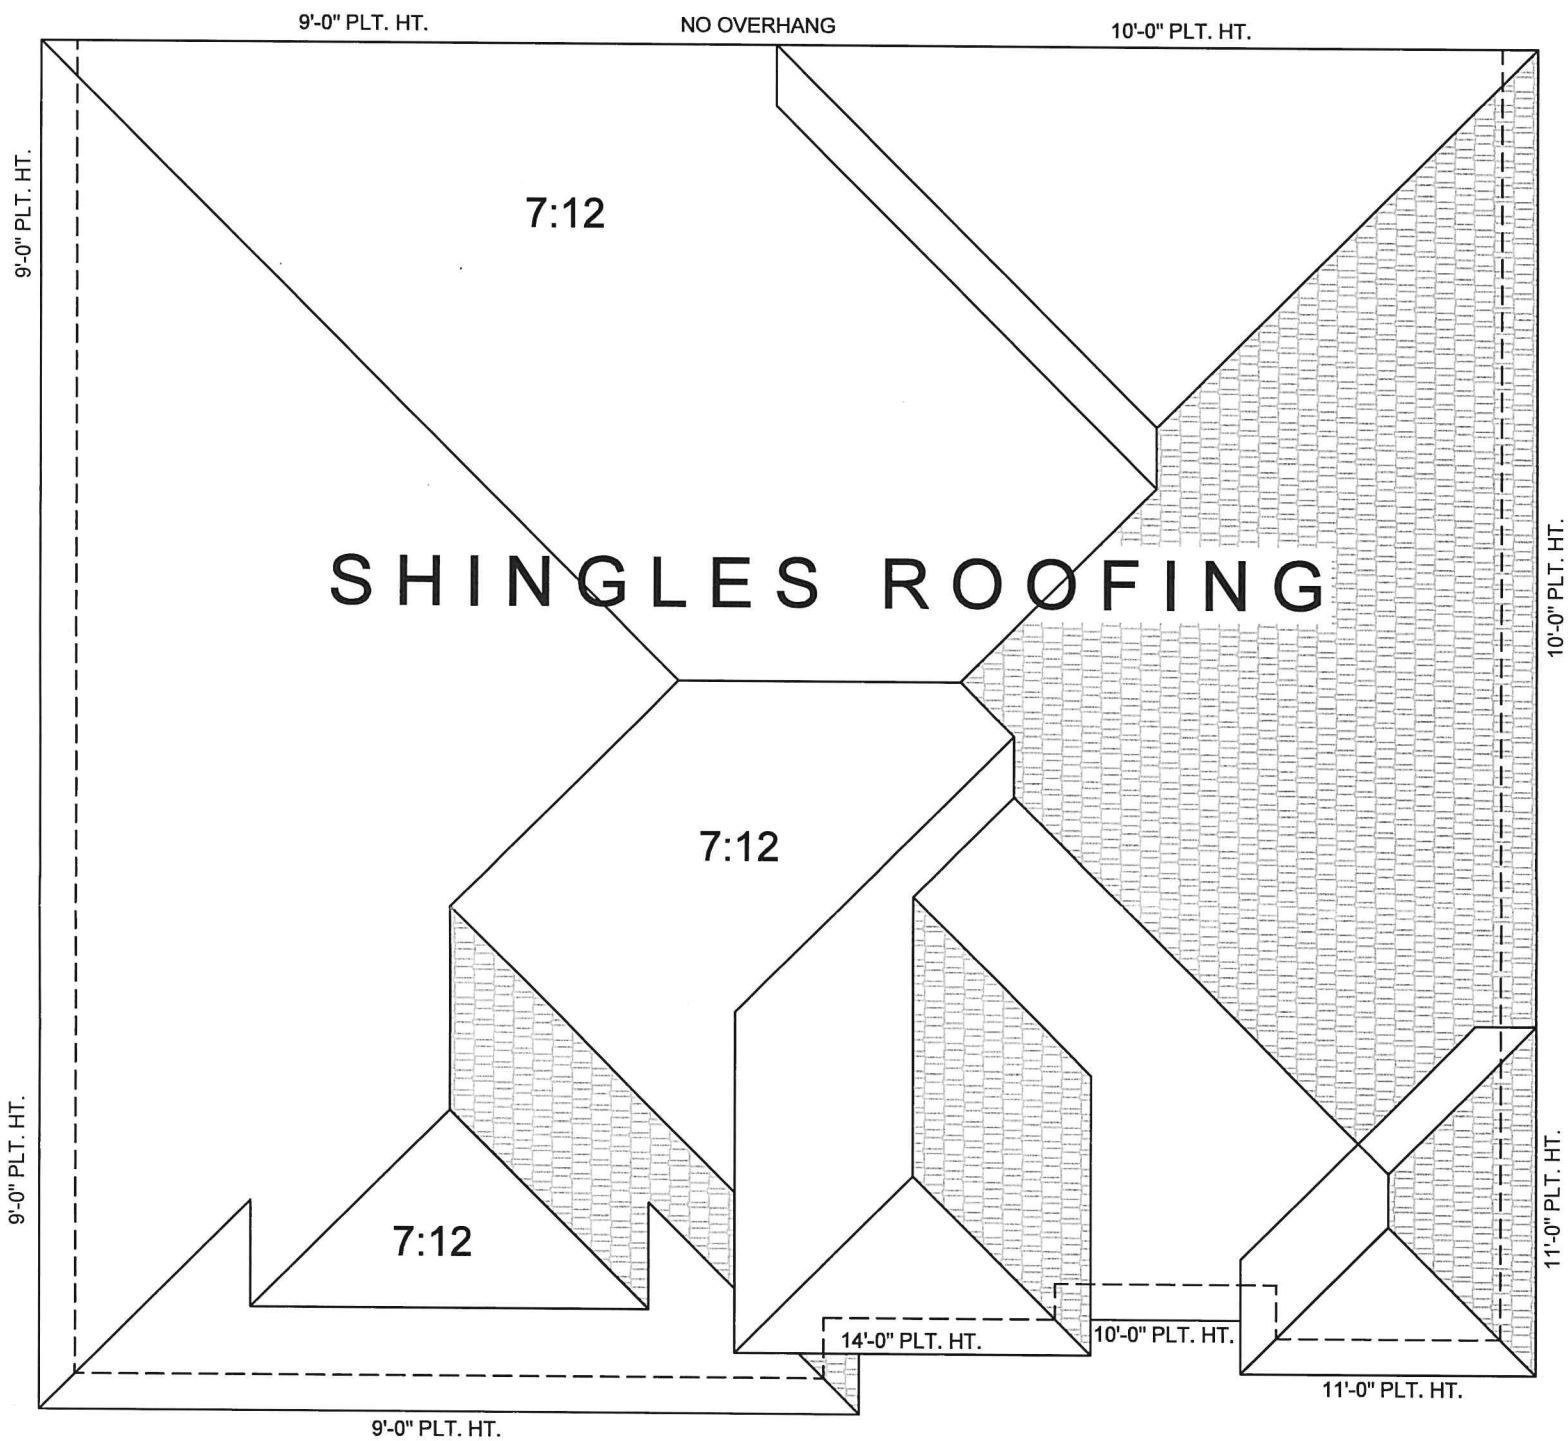 9'-0" PLT. HT.
NO OVERHANG
10'-0" PLT. HT.
9'-0" PLT. HT.
7:12
SHINGLES ROOFING
10'-0" PLT. HT.
7:12
9'-0" PLT. HT.
11'-0" PLT. HT.
7:12
14'-0" PLT. HT.
10'-0" PLT. HT.
11'-0" PLT. HT.
9'-0" PLT. HT.